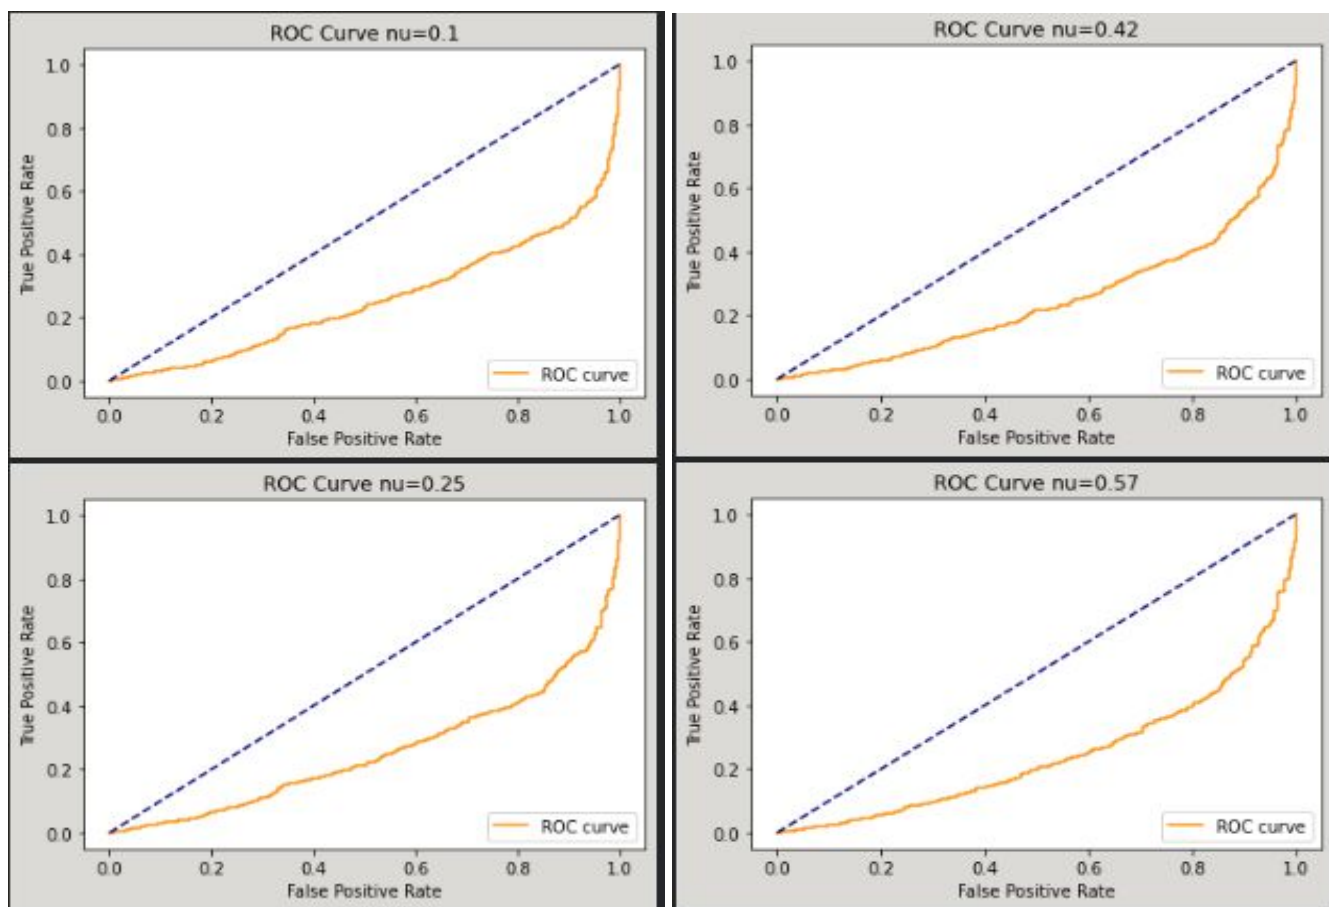 ROC Curve nu=0.1
1.0
0.8
0.6
0.4
0.2
0.0
True Positive Rate
ROC curve
0.0 0.2 0.4 0.6 0.8 1.0
False Positive Rate
ROC Curve nu=0.42
1.0
0.8
0.6
0.4
0.2
0.0
True Positive Rate
ROC curve
0.0 0.2 0.4 0.6 0.8 1.0
False Positive Rate
ROC Curve nu=0.25
1.0
0.8
0.6
0.4
0.2
0.0
True Positive Rate
ROC curve
0.0 0.2 0.4 0.6 0.8 1.0
False Positive Rate
ROC Curve nu=0.57
1.0
0.8
0.6
0.4
0.2
0.0
True Positive Rate
ROC curve
0.0 0.2 0.4 0.6 0.8 1.0
False Positive Rate